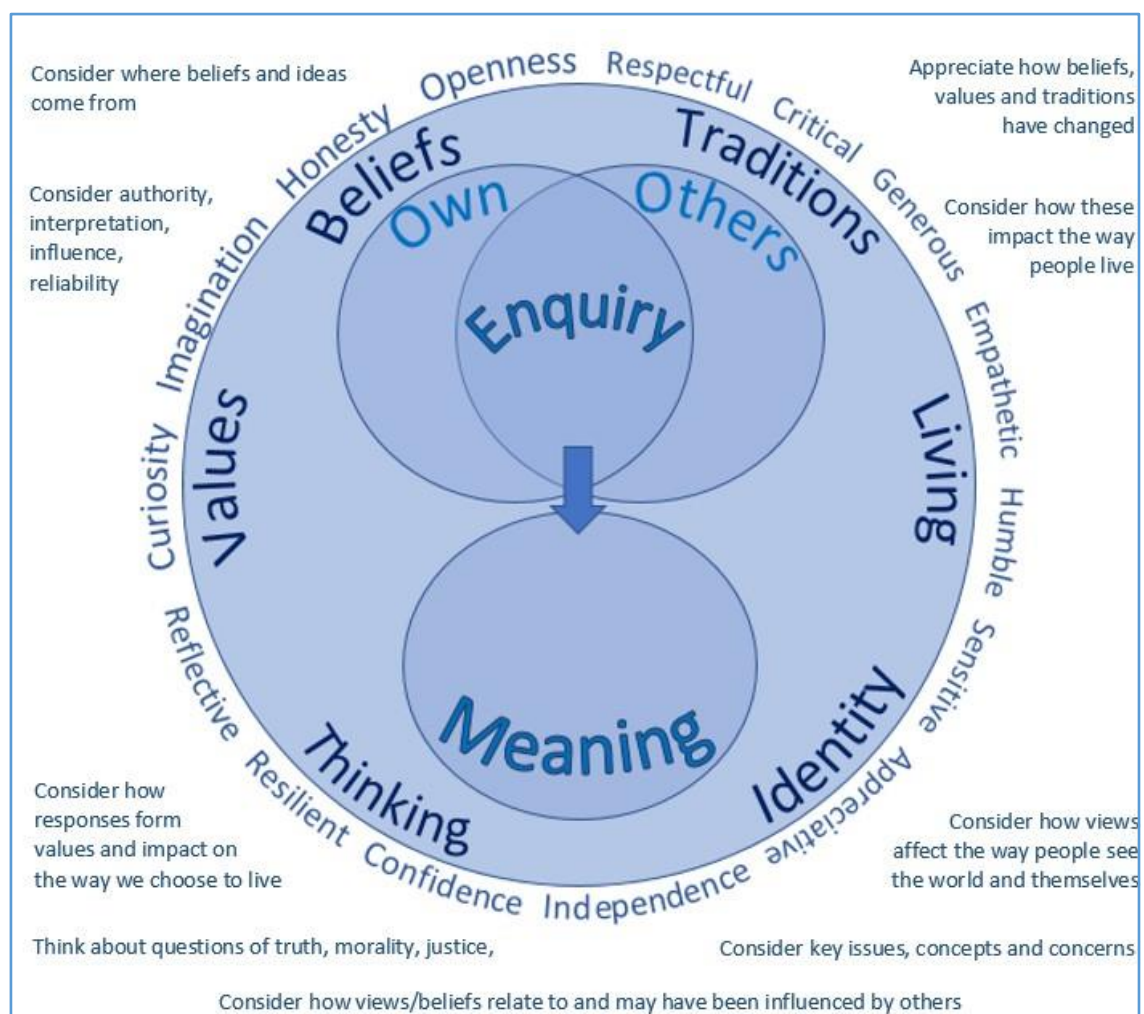 Consider where beliefs and ideas
come from
Consider authority,
interpretation,
influence,
reliability
Appreciate how beliefs,
values and traditions
have changed
Consider how these
impact the way
people live
Curiosity Imagination Honesty Openness Respectful Critical Generous Empathetic Humble Sensitive Appreciative Independence Confidence Resilient Reflective
Beliefs
Traditions
Own
Others
Enquiry
Values
Living
Meaning
Thinking
Identity
Consider how
responses form
values and impact on
the way we choose to live
Consider how views
affect the way people see
the world and themselves
Think about questions of truth, morality, justice,
Consider key issues, concepts and concerns
Consider how views/beliefs relate to and may have been influenced by others